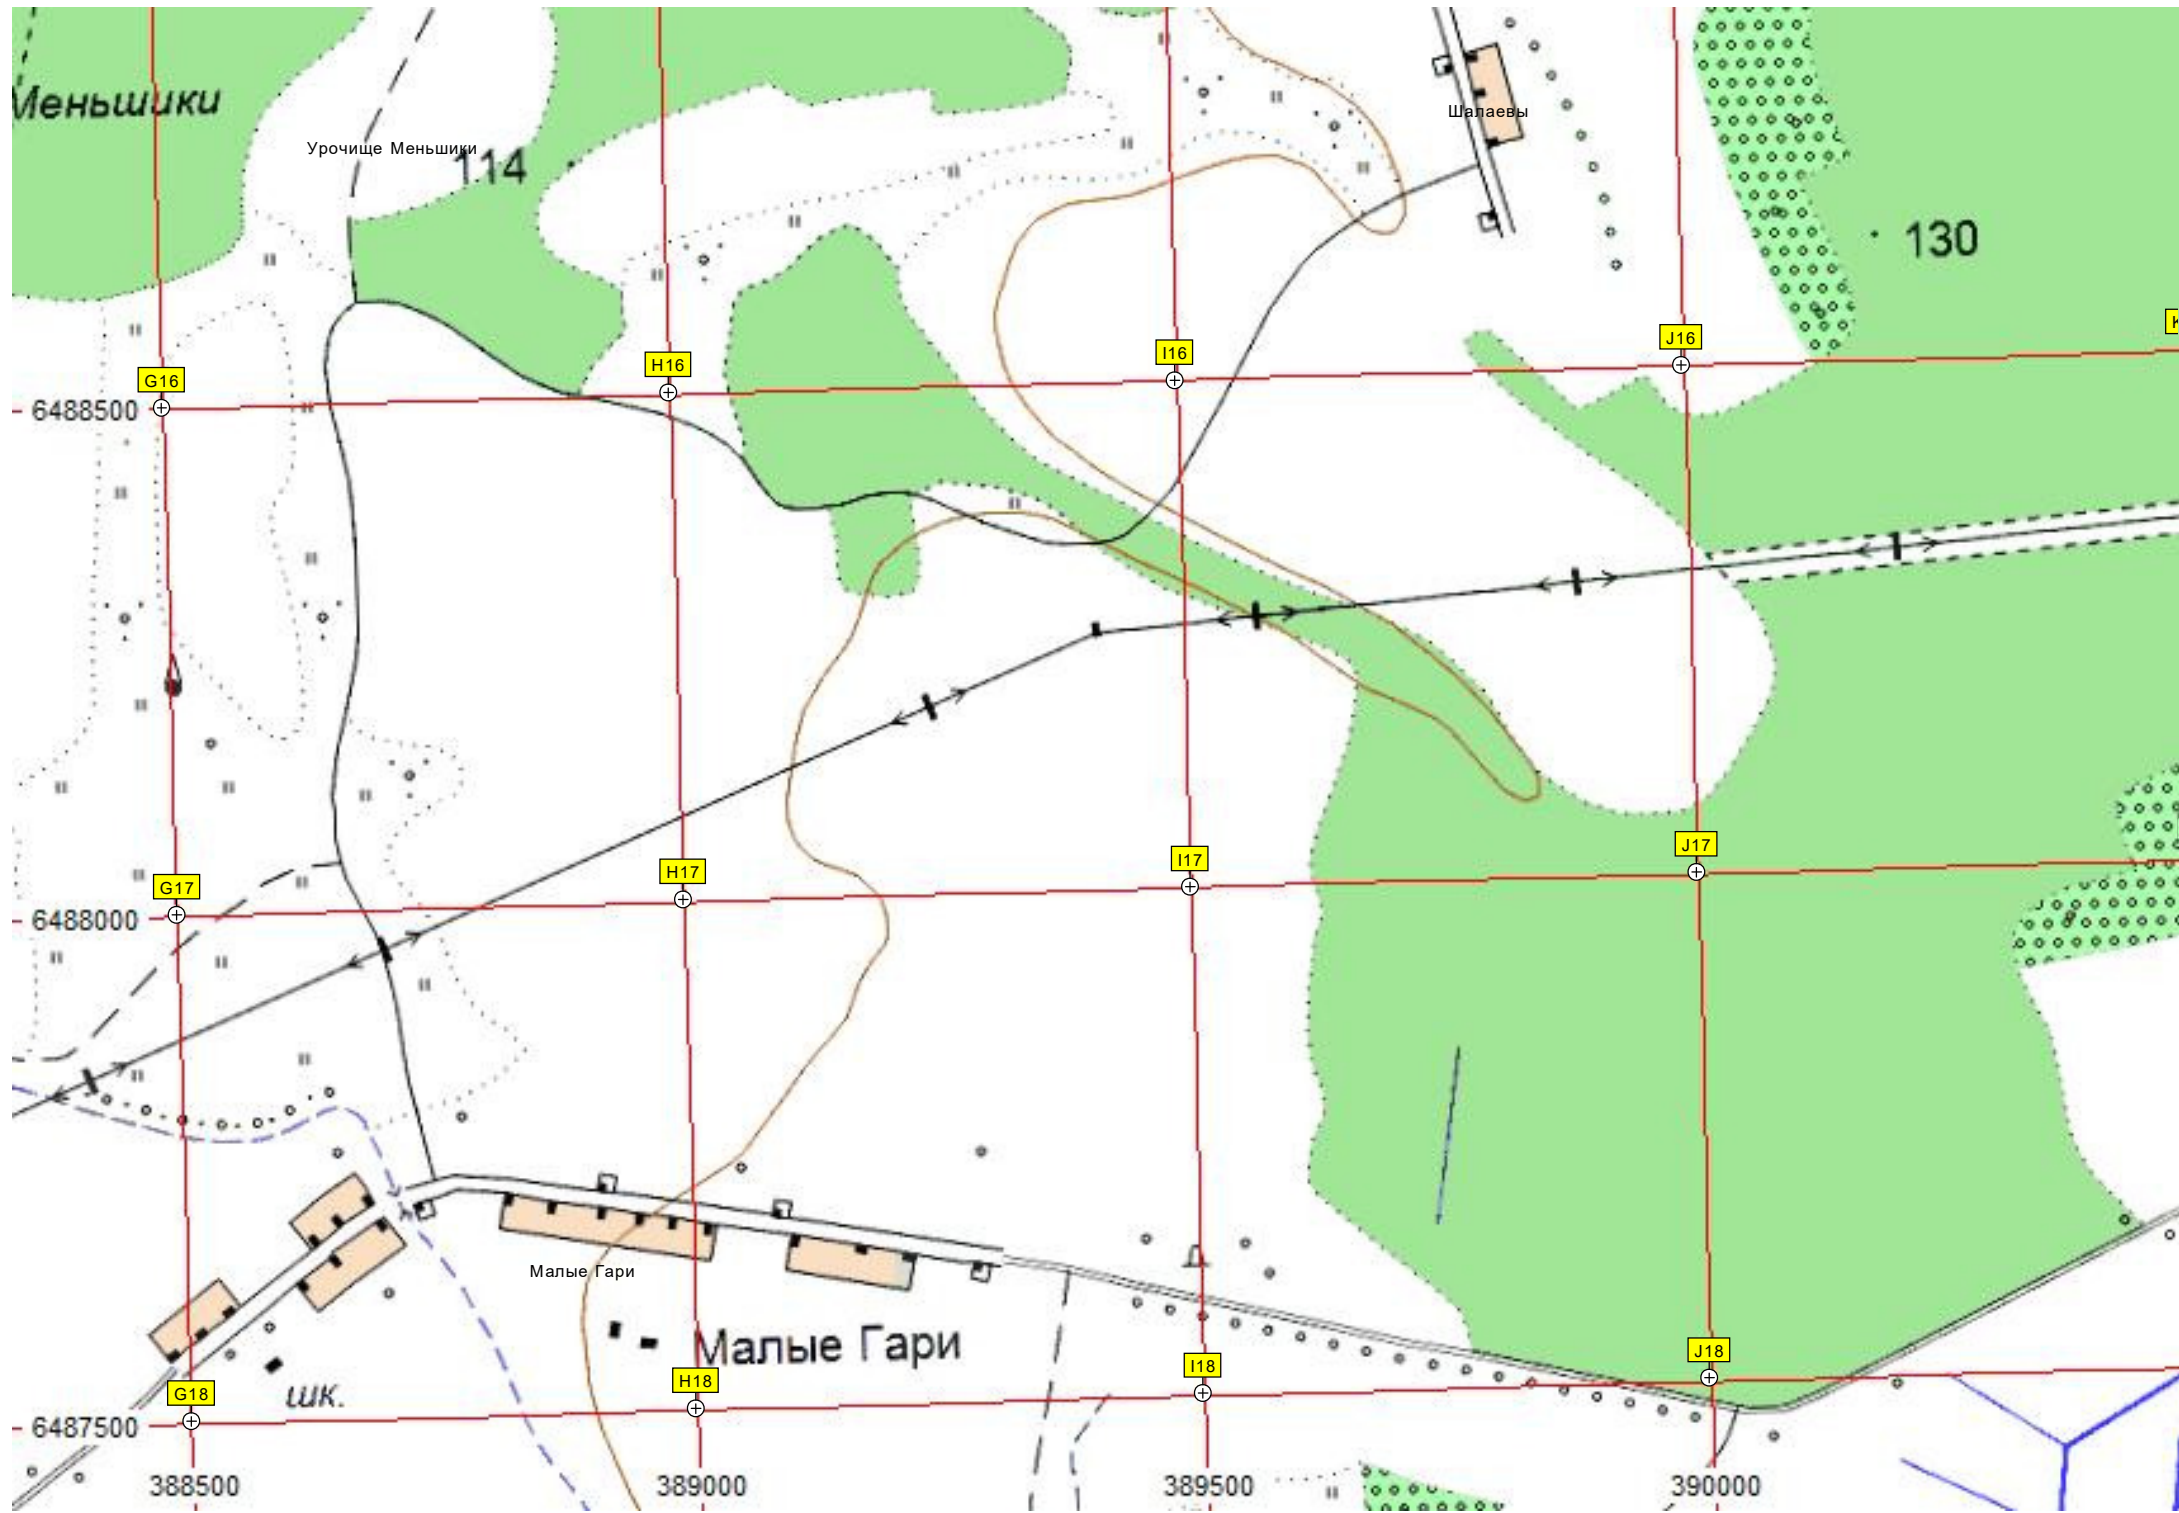 Меньшики
Урочище Меньшики
114
Шалаевы
130
G16
H16
I16
J16
K
6488500
G17
H17
I17
J17
6488000
Малые Гари
Малые Гари
шк.
G18
H18
I18
J18
6487500
388500
389000
389500
390000